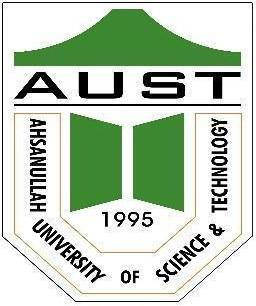 AUST
1995
AHSANULLAH UNIVERSITY OF SCIENCE & TECHNOLOGY